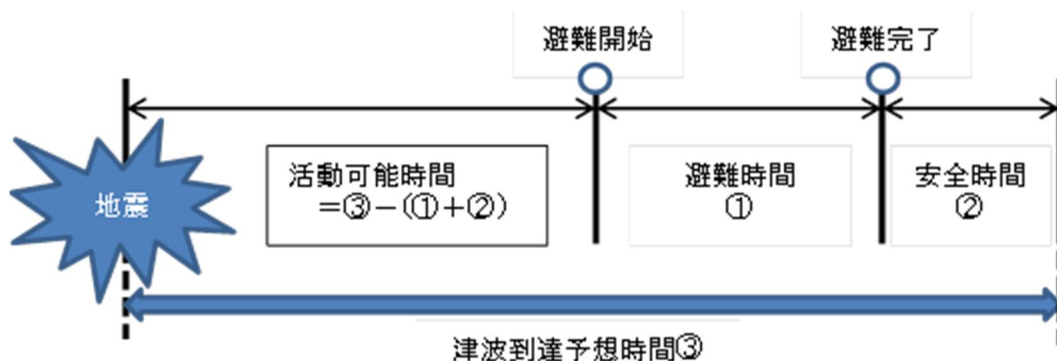 避難開始
避難完了
地震
活動可能時間
=③−(①+②)
避難時間
①
安全時間
②
津波到達予想時間③